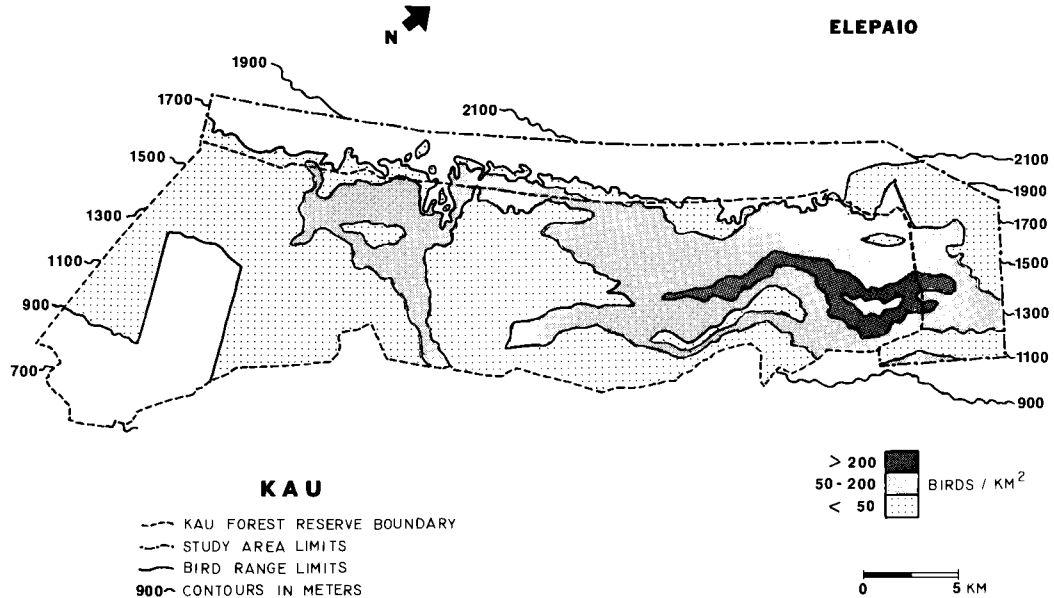 ELEPAIO
N
1900
1700
2100
1500
1300
1100
900
700
2100
1900
1700
1500
1300
1100
900
> 200
50 - 200
< 50
BIRDS / KM2
KAU
KAU FOREST RESERVE BOUNDARY
STUDY AREA LIMITS
BIRD RANGE LIMITS
900 CONTOURS IN METERS
0 5 KM